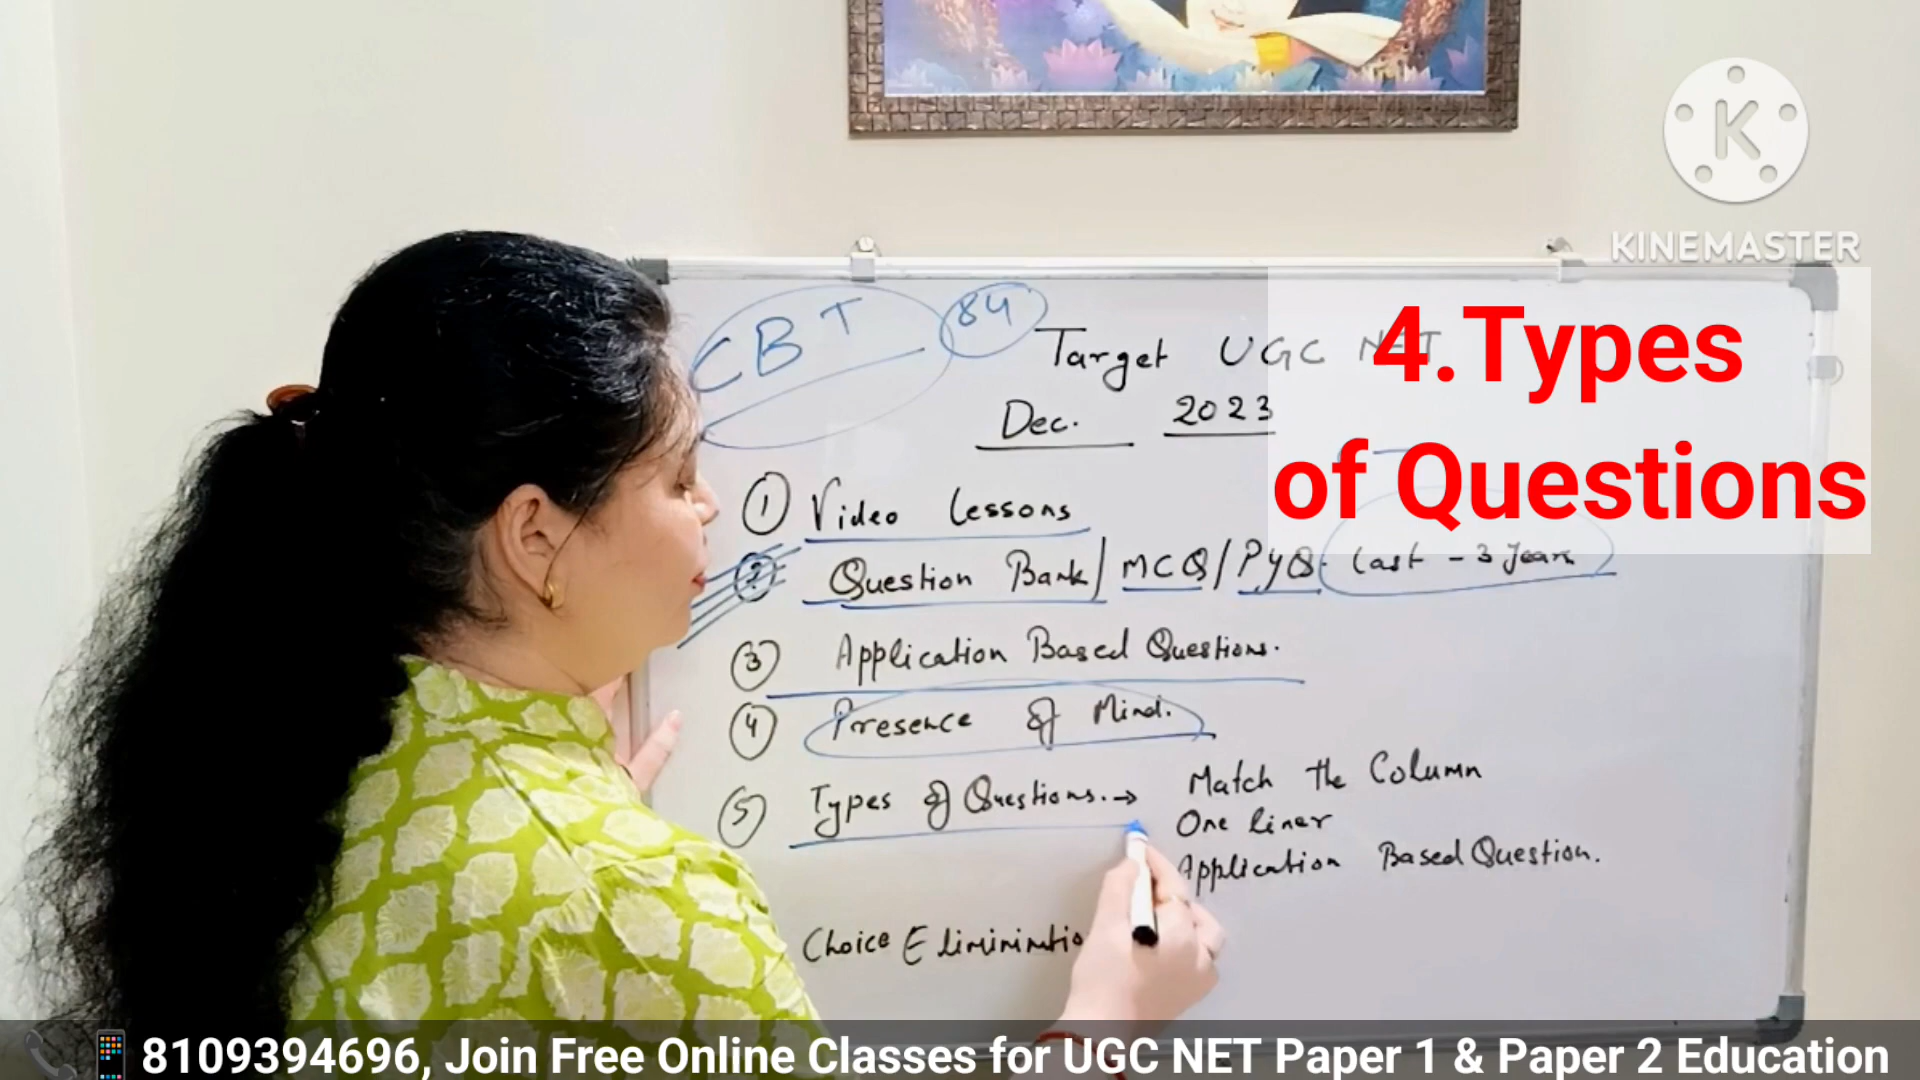 K
KINEMASTER
4.Types
of Questions
CBT
84
Target UGC NET
Dec. 2023
1 Video Lessons
2 Question Bank/MCQ/PYQ. Last - 3 years
3 Application Based Questions.
4 Presence of Mind.
5 Types of Questions. → Match the Column
One liner
Application Based Question.
Choice Eliminatio
8109394696, Join Free Online Classes for UGC NET Paper 1 & Paper 2 Education